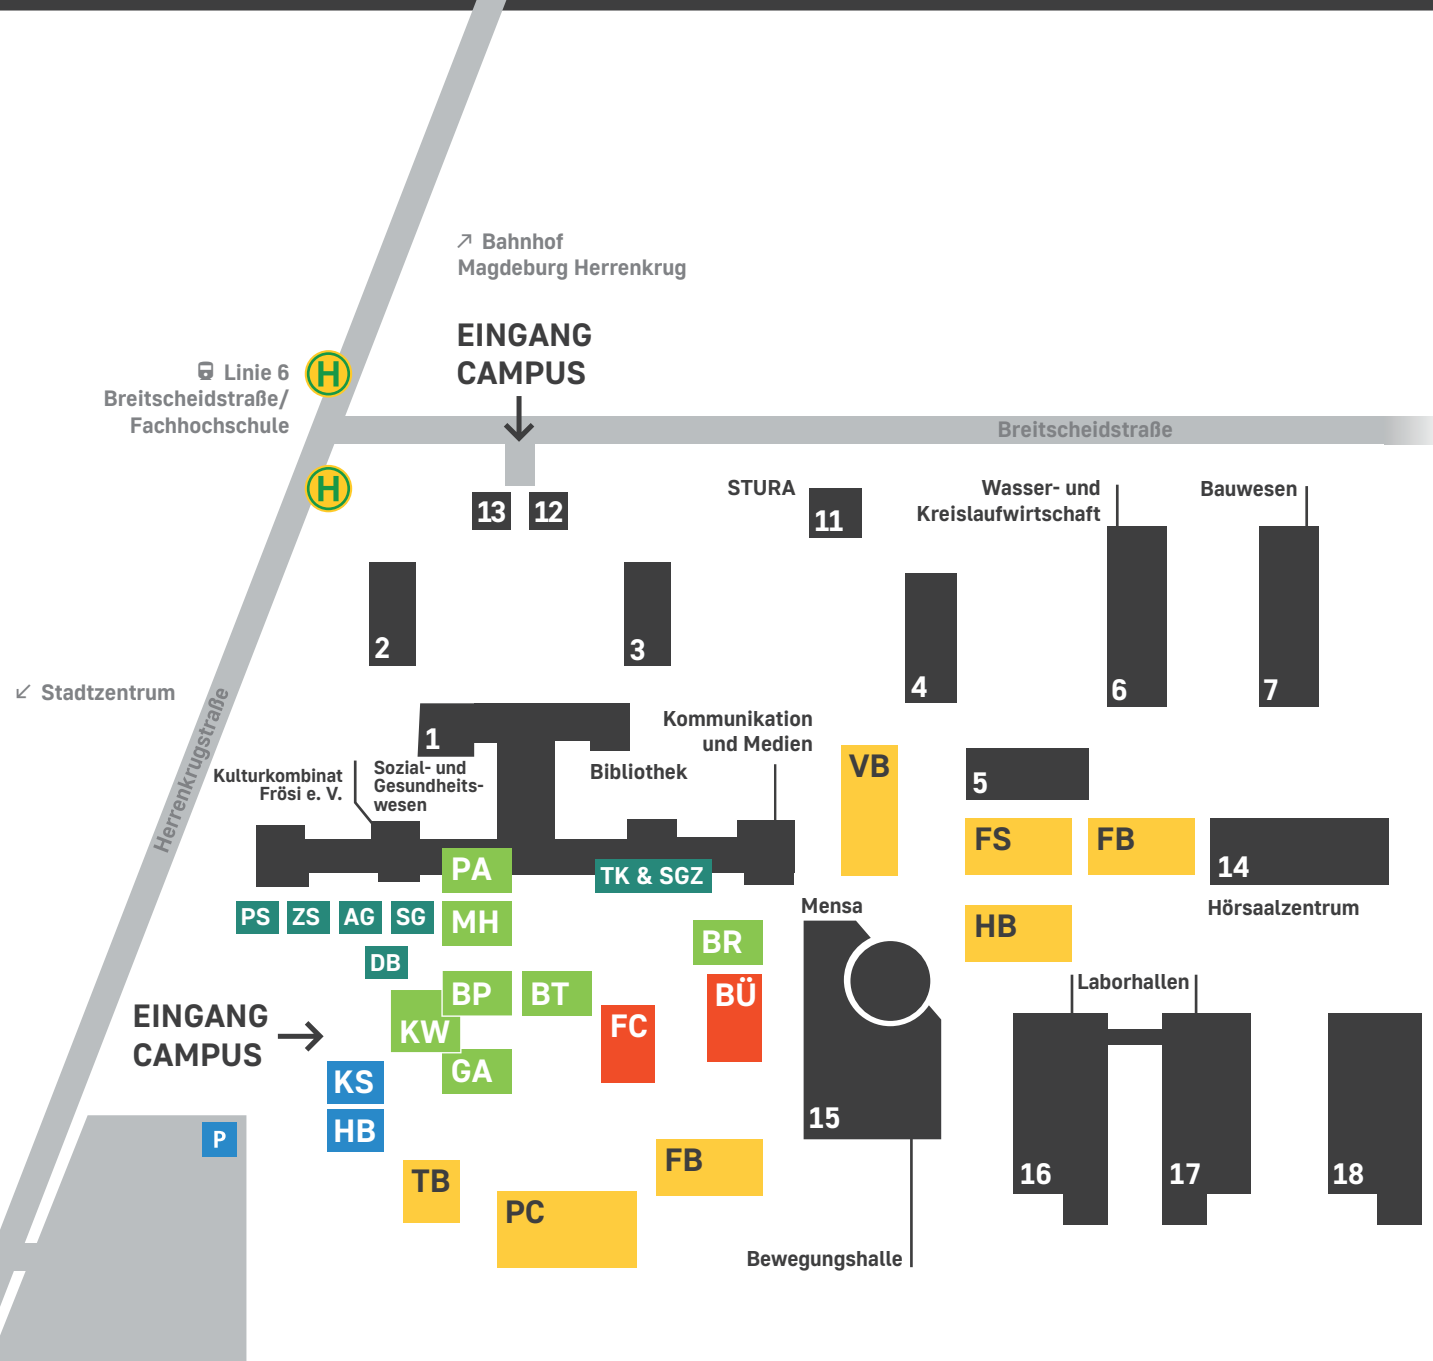 Bahnhof
Magdeburg Herrenkrug
EINGANG
CAMPUS
Linie 6
Breitscheidstraße/
Fachhochschule
H
Breitscheidstraße
H
13
12
STURA
11
Wasser- und
Kreislaufwirtschaft
Bauwesen
2
3
4
6
7
Stadtzentrum
Herrenkrugstraße
1
Kommunikation
und Medien
Kulturkombinat
Frösi e. V.
Sozial- und
Gesundheits-
wesen
Bibliothek
VB
5
FS
FB
14
Hörsaalzentrum
PA
TK & SGZ
PS
ZS
AG
SG
MH
Mensa
BR
HB
DB
BP
BT
BÜ
Laborhallen
EINGANG
CAMPUS
KW
FC
GA
KS
HB
P
15
16
17
18
TB
FB
PC
Bewegungshalle